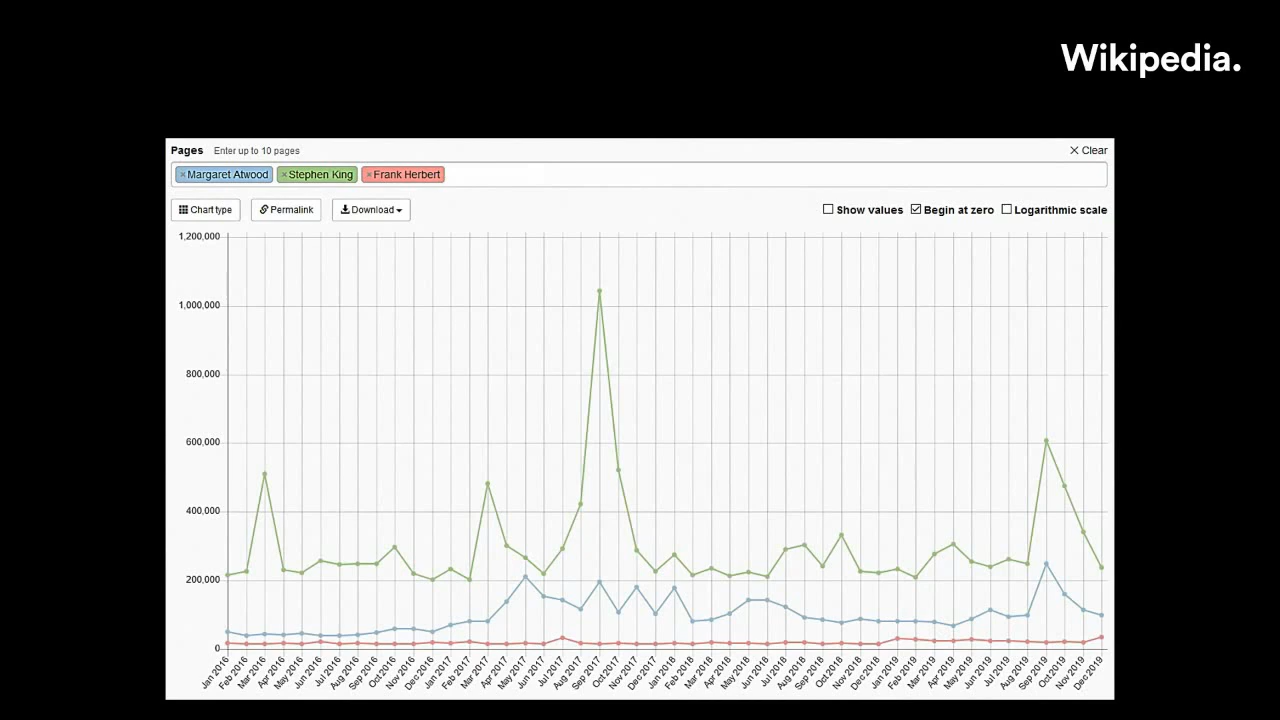 Wikipedia.
Pages Enter up to 10 pages × Clear
×Margaret Atwood ×Stephen King ×Frank Herbert
Chart type Permalink Download Show values Begin at zero Logarithmic scale
1,200,000
1,000,000
800,000
600,000
400,000
200,000
0
Jan 2016 Feb 2016 Mar 2016 Apr 2016 May 2016 Jun 2016 Jul 2016 Aug 2016 Sep 2016 Oct 2016 Nov 2016 Dec 2016 Jan 2017 Feb 2017 Mar 2017 Apr 2017 May 2017 Jun 2017 Jul 2017 Aug 2017 Sep 2017 Oct 2017 Nov 2017 Dec 2017 Jan 2018 Feb 2018 Mar 2018 Apr 2018 May 2018 Jun 2018 Jul 2018 Aug 2018 Sep 2018 Oct 2018 Nov 2018 Dec 2018 Jan 2019 Feb 2019 Mar 2019 Apr 2019 May 2019 Jun 2019 Jul 2019 Aug 2019 Sep 2019 Oct 2019 Nov 2019 Dec 2019